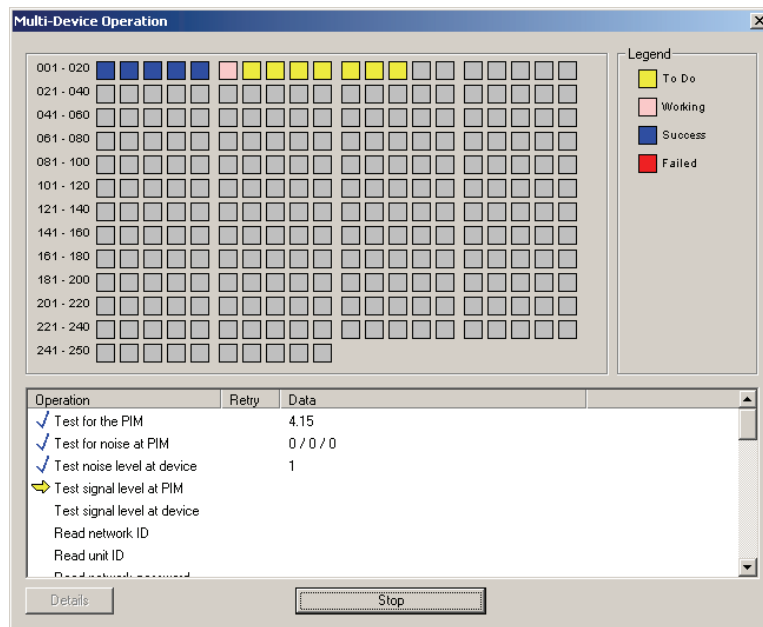 Multi-Device Operation
Legend
001 - 020
To Do
021 - 040
Working
041 - 060
061 - 080
Success
081 - 100
Failed
101 - 120
121 - 140
141 - 160
161 - 180
181 - 200
201 - 220
221 - 240
241 - 250
Operation Retry Data
Test for the PIM 4.15
Test for noise at PIM 0 / 0 / 0
Test noise level at device 1
Test signal level at PIM
Test signal level at device
Read network ID
Read unit ID
Read network password
Details Stop